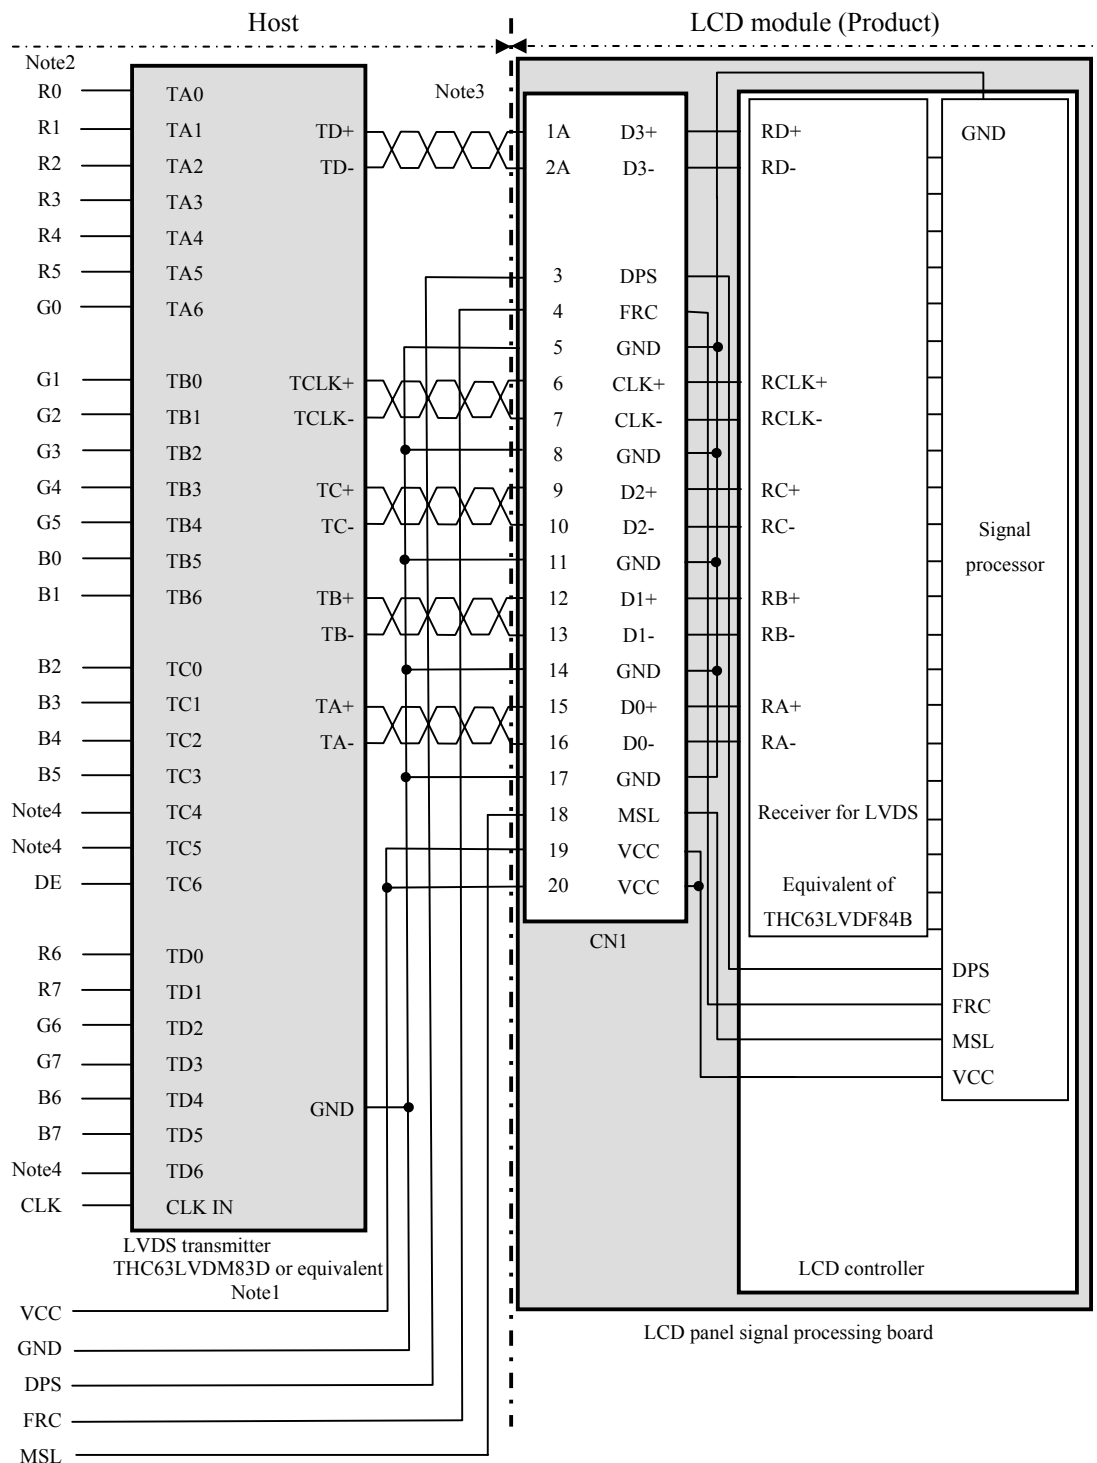 Host LCD module (Product)
Note2
Note3
R0 TA0
R1 TA1 TD+ 1A D3+ RD+ GND
R2 TA2 TD- 2A D3- RD-
R3 TA3
R4 TA4
R5 TA5 3 DPS
G0 TA6 4 FRC
5 GND
G1 TB0 TCLK+ 6 CLK+ RCLK+
G2 TB1 TCLK- 7 CLK- RCLK-
G3 TB2 8 GND
G4 TB3 TC+ 9 D2+ RC+
G5 TB4 TC- 10 D2- RC- Signal
B0 TB5 11 GND processor
B1 TB6 TB+ 12 D1+ RB+
TB- 13 D1- RB-
B2 TC0 14 GND
B3 TC1 TA+ 15 D0+ RA+
B4 TC2 TA- 16 D0- RA-
B5 TC3 17 GND
Note4 TC4 18 MSL Receiver for LVDS
Note4 TC5 19 VCC
DE TC6 20 VCC Equivalent of
THC63LVDF84B
CN1
R6 TD0 DPS
R7 TD1 FRC
G6 TD2 MSL
G7 TD3 VCC
B6 TD4 GND
B7 TD5
Note4 TD6
CLK CLK IN
LVDS transmitter
THC63LVDM83D or equivalent LCD controller
Note1
VCC
LCD panel signal processing board
GND
DPS
FRC
MSL